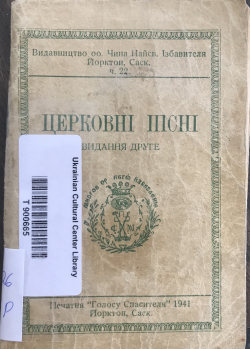 Видавництво оо. Чина Найсв. Ізбавителя
Йорктон, Саск.
ч. 22
ЦЕРКОВНІ ПІСНІ
ВИДАННЯ ДРУГЕ
Печатня "Голосу Спасителя" 1941
Йорктон, Саск.
Ukrainian Cultural Center Library
T 900665